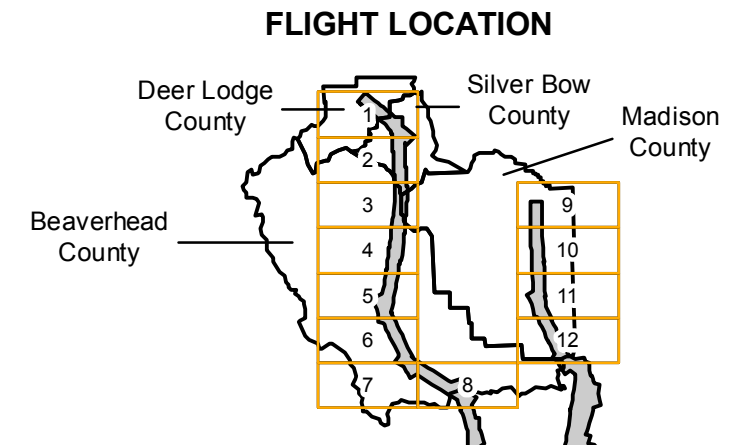 FLIGHT LOCATION
Deer Lodge
County
Silver Bow
County
Madison
County
Beaverhead
County
1
2
3
4
5
6
7
8
9
10
11
12